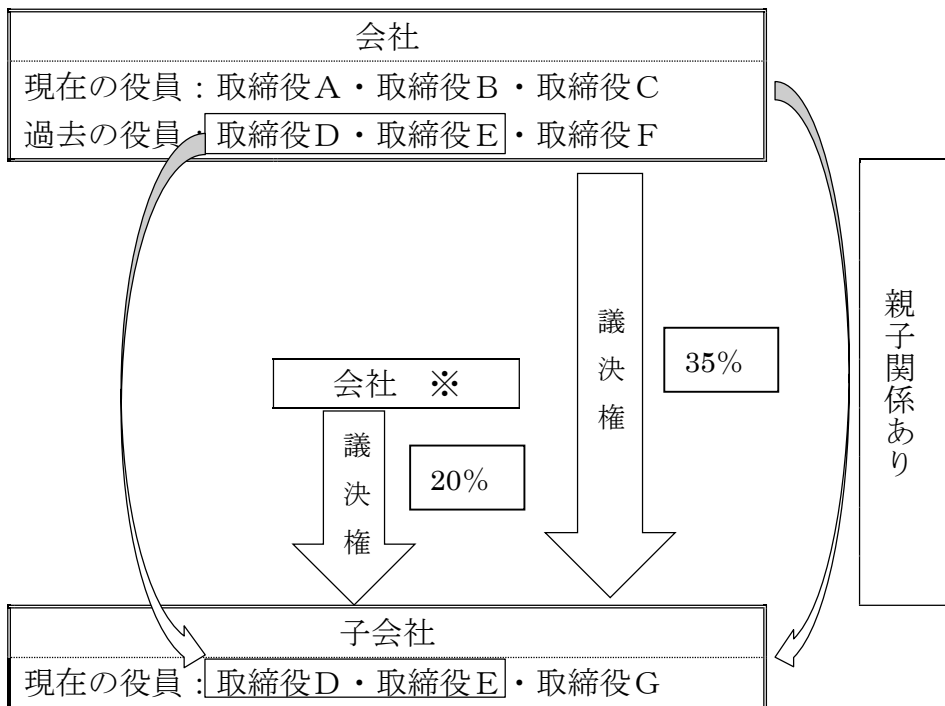 会社
現在の役員：取締役A・取締役B・取締役C
過去の役員：取締役D・取締役E・取締役F
議決権
35%
親子関係あり
会社　※
議決権
20%
子会社
現在の役員：取締役D・取締役E・取締役G